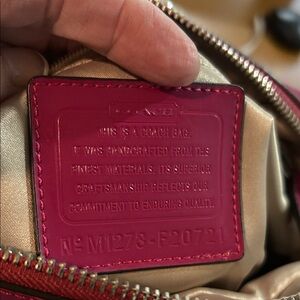 COACH
THIS IS A COACH BAG.
IT WAS HANDCRAFTED FROM THE
FINEST MATERIALS. ITS SUPERIOR
CRAFTSMANSHIP REFLECTS OUR
COMMITMENT TO ENDURING QUALITY.
No M1273-F20721